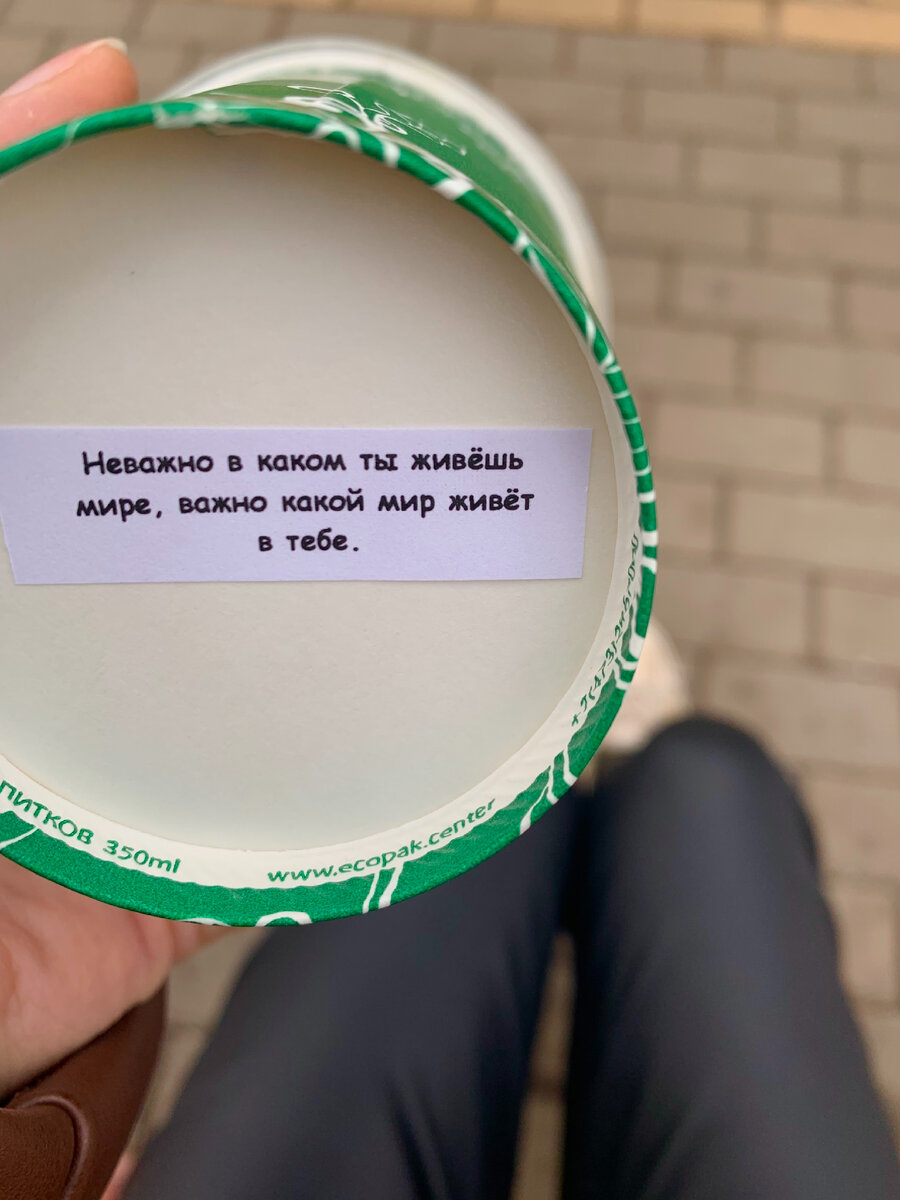 Неважно в каком ты живёшь
мире, важно какой мир живёт
в тебе.
питков 350ml
www.ecopak.center